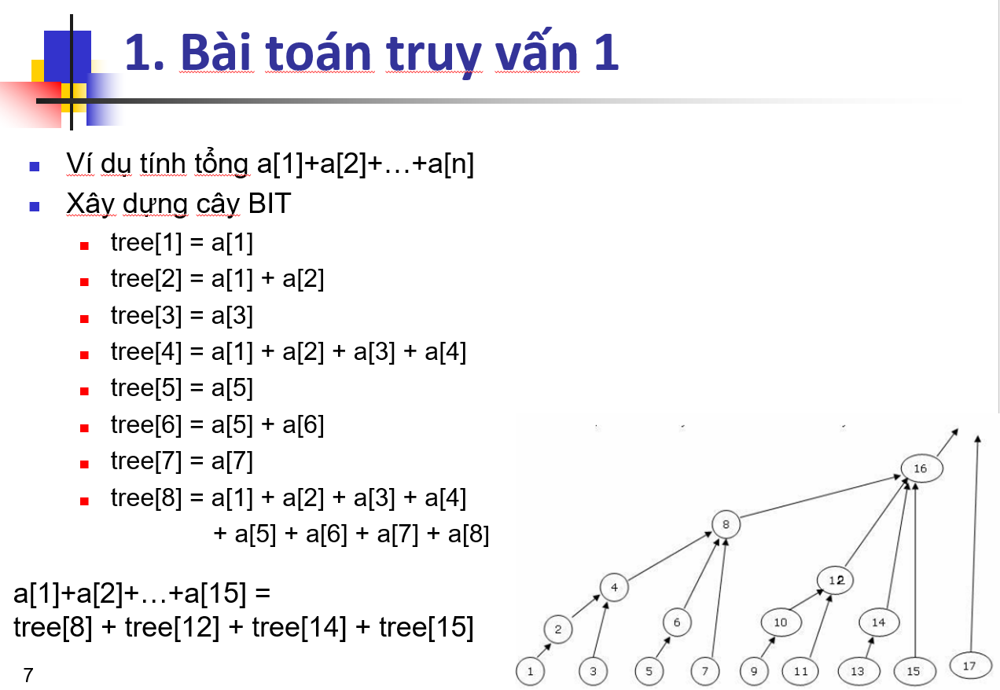 1. Bài toán truy vấn 1
Ví dụ tính tổng a[1]+a[2]+…+a[n]
Xây dựng cây BIT
tree[1] = a[1]
tree[2] = a[1] + a[2]
tree[3] = a[3]
tree[4] = a[1] + a[2] + a[3] + a[4]
tree[5] = a[5]
tree[6] = a[5] + a[6]
tree[7] = a[7]
tree[8] = a[1] + a[2] + a[3] + a[4]
+ a[5] + a[6] + a[7] + a[8]
a[1]+a[2]+…+a[15] =
tree[8] + tree[12] + tree[14] + tree[15]
7
16
8
4
12
2
6
10
14
1
3
5
7
9
11
13
15
17